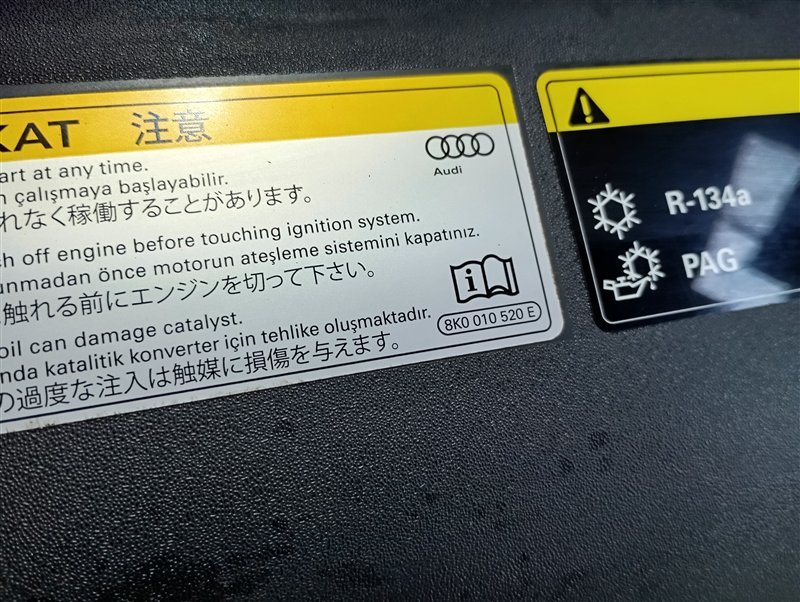 KAT 注意
Audi
art at any time.
çalışmaya başlayabilir.
れなく稼働することがあります。
ch off engine before touching ignition system.
unmadan önce motorun ateşleme sistemini kapatınız.
触れる前にエンジンを切って下さい。
i
oil can damage catalyst.
nda katalitik konverter için tehlike oluşmaktadır.
の過度な注入は触媒に損傷を与えます。
8K0 010 520 E
R-134a
PAG